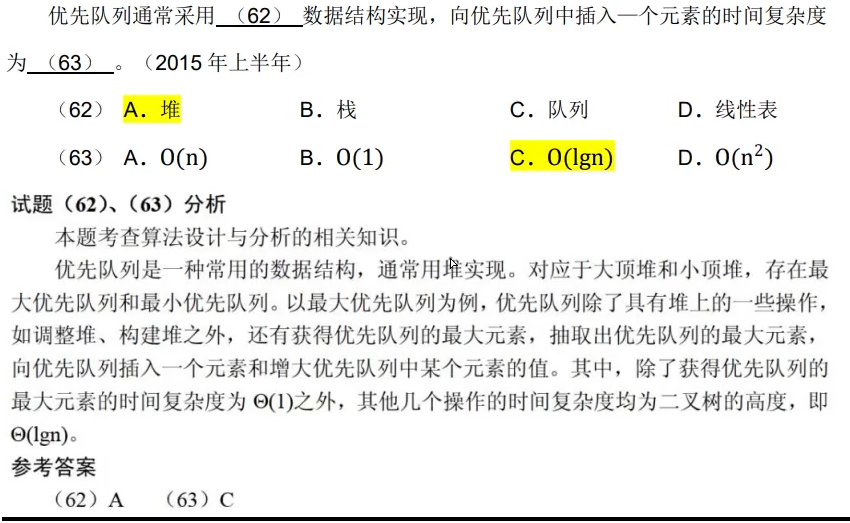 优先队列通常采用 （62） 数据结构实现，向优先队列中插入一个元素的时间复杂度
为 （63） 。（2015 年上半年）
（62） A．堆 B．栈 C．队列 D．线性表
（63） A．O(n) B．O(1) C．O(lgn) D．O(n²)
试题（62）、（63）分析
本题考查算法设计与分析的相关知识。
优先队列是一种常用的数据结构，通常用堆实现。对应于大顶堆和小顶堆，存在最
大优先队列和最小优先队列。以最大优先队列为例，优先队列除了具有堆上的一些操作，
如调整堆、构建堆之外，还有获得优先队列的最大元素，抽取出优先队列的最大元素，
向优先队列插入一个元素和增大优先队列中某个元素的值。其中，除了获得优先队列的
最大元素的时间复杂度为 Θ(1)之外，其他几个操作的时间复杂度均为二叉树的高度，即
Θ(lgn)。
参考答案
（62）A （63）C